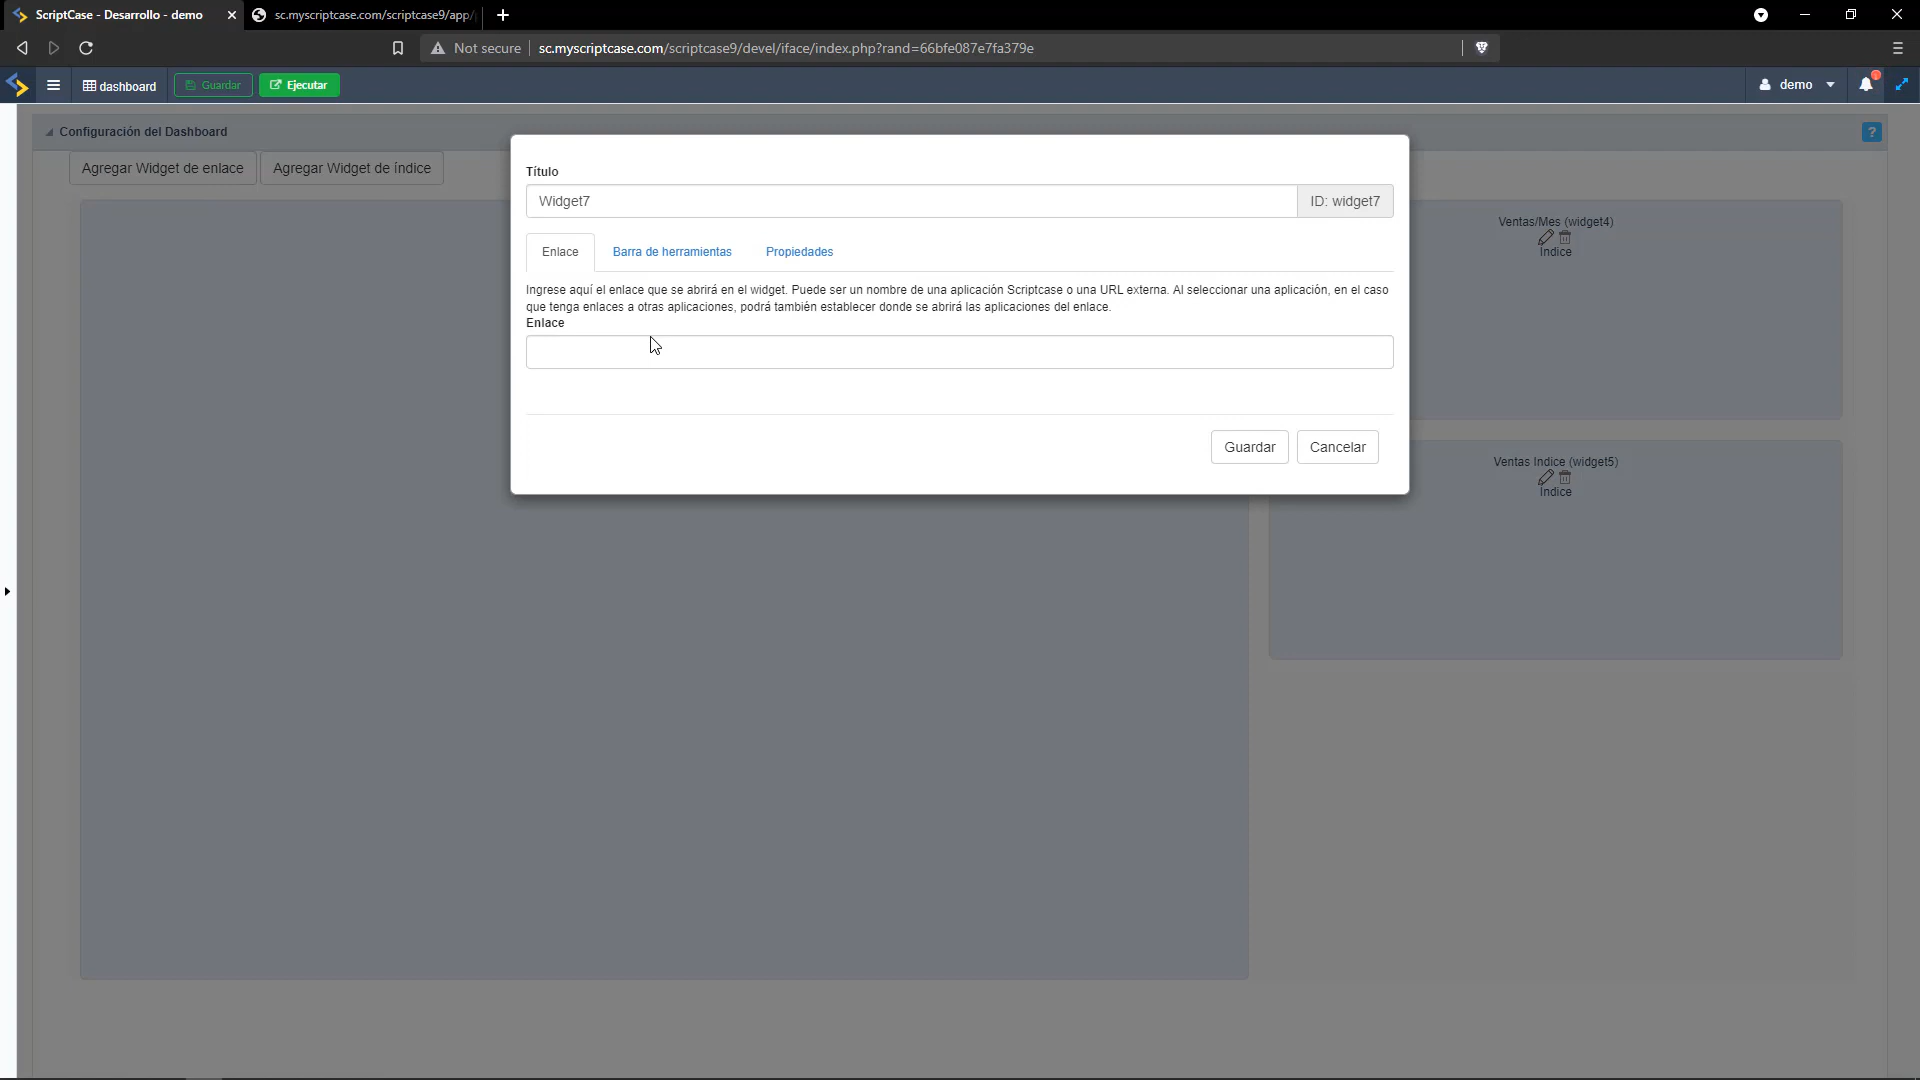 ScriptCase - Desarrollo - demo
sc.myscriptcase.com/scriptcase9/app/
Not secure
sc.myscriptcase.com/scriptcase9/devel/iface/index.php?rand=66bfe087e7fa379e
dashboard
Guardar
Ejecutar
demo
Configuración del Dashboard
?
Agregar Widget de enlace
Agregar Widget de índice
Título
Widget7
ID: widget7
Enlace
Barra de herramientas
Propiedades
Ingrese aquí el enlace que se abrirá en el widget. Puede ser un nombre de una aplicación Scriptcase o una URL externa. Al seleccionar una aplicación, en el caso
que tenga enlaces a otras aplicaciones, podrá también establecer donde se abrirá las aplicaciones del enlace.
Enlace
Guardar
Cancelar
Ventas/Mes (widget4)
Índice
Ventas Indice (widget5)
Índice